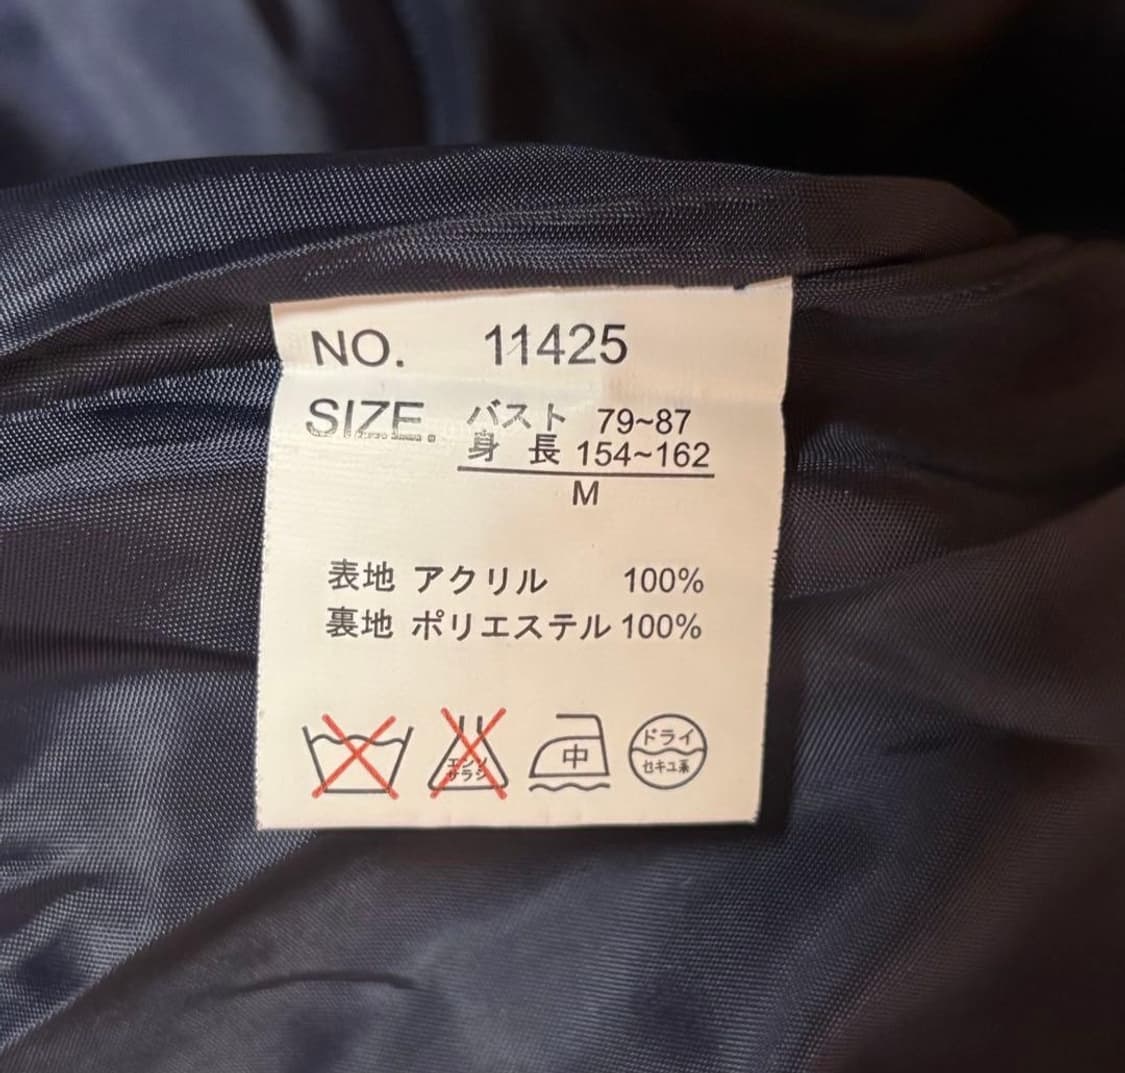 NO. 11425
SIZE. バスト 79~87
身 長 154~162
M
表地 アクリル 100%
裏地 ポリエステル 100%
エンソ
サラシ
中
ドライ
セキユ系